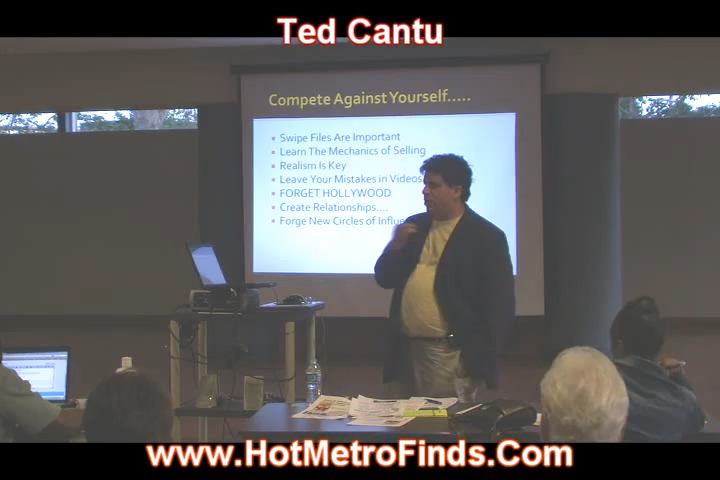 Ted Cantu
Compete Against Yourself.....
Swipe Files Are Important
Learn The Mechanics of Selling
Realism Is Key
Leave Your Mistakes in Videos
FORGET HOLLYWOOD
Create Relationships....
Forge New Circles of
www.HotMetroFinds.Com